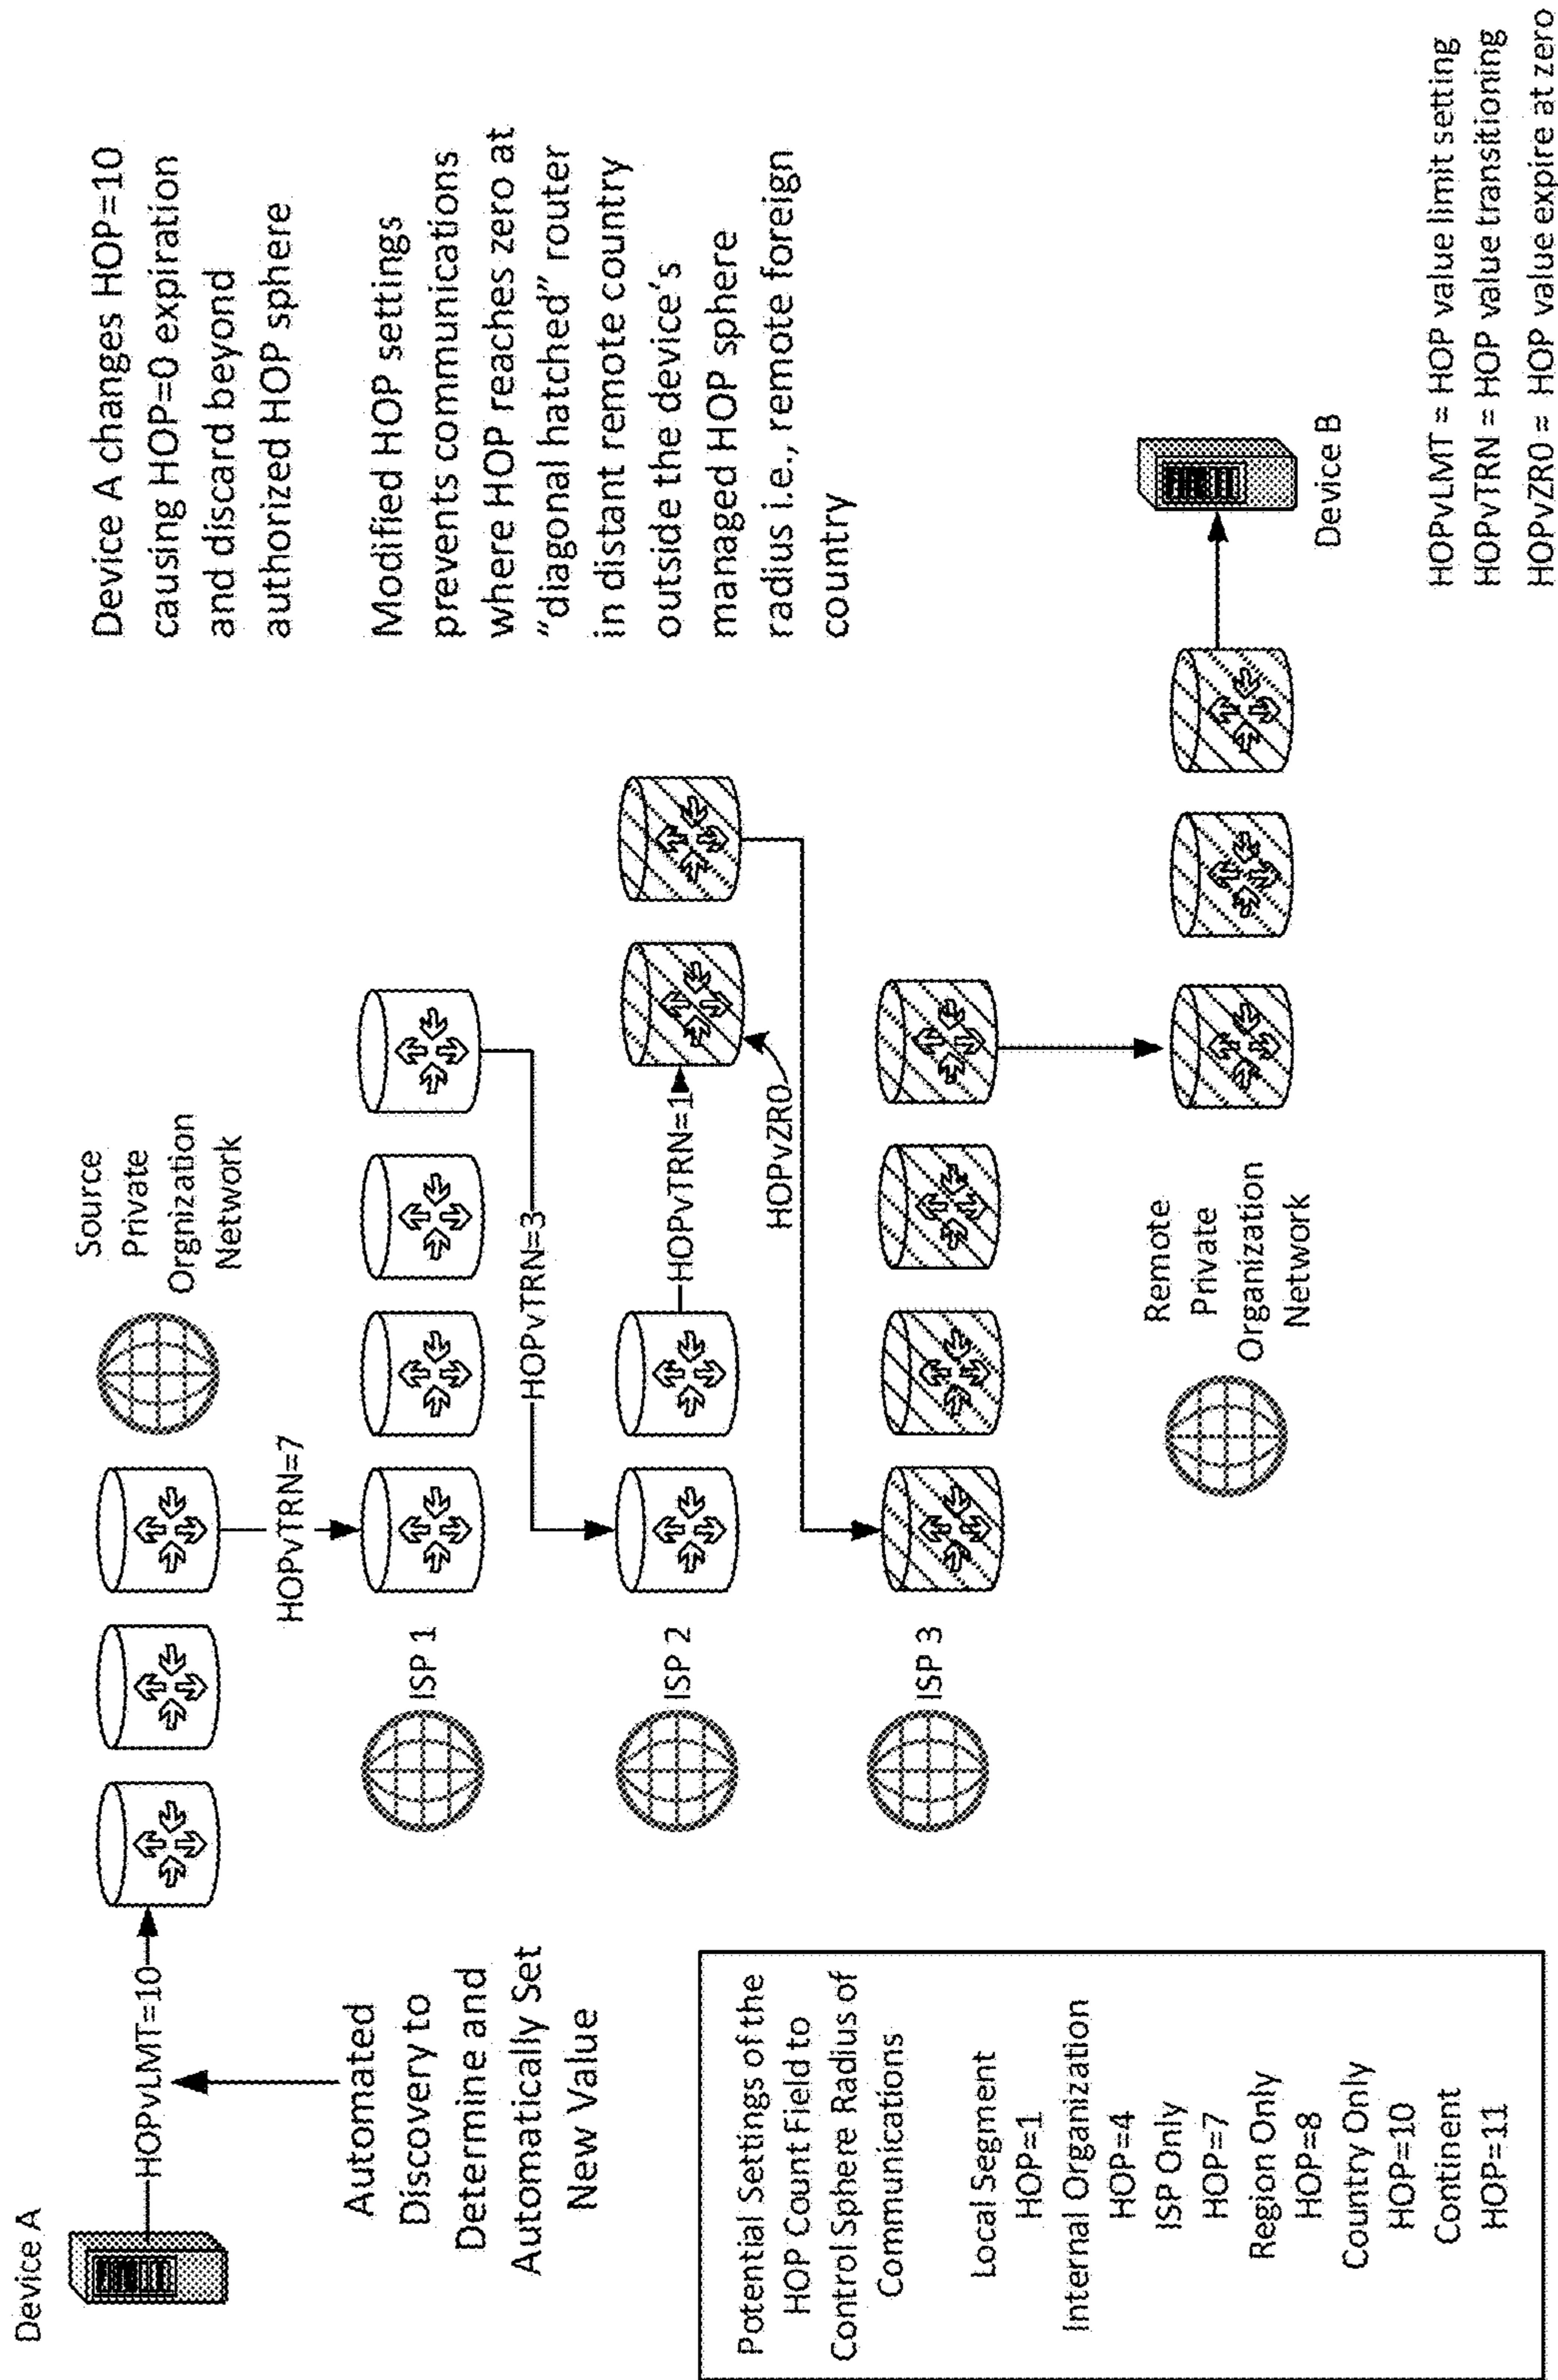 Device A
HOPvLMT=10
Automated
Discovery to
Determine and
Automatically Set
New Value
Source
Private
Orgnization
Network
Device A changes HOP=10
causing HOP=0 expiration
and discard beyond
authorized HOP sphere
Modified HOP settings
prevents communications
where HOP reaches zero at
"diagonal hatched" router
in distant remote country
outside the device's
managed HOP sphere
radius i.e., remote foreign
country
HOPvTRN=7
ISP 1
HOPvTRN=3
ISP 2
HOPvTRN=1
HOPvZR0
ISP 3
Remote
Private
Organization
Network
Device B
Potential Settings of the
HOP Count Field to
Control Sphere Radius of
Communications
Local Segment
HOP=1
Internal Organization
HOP=4
ISP Only
HOP=7
Region Only
HOP=8
Country Only
HOP=10
Continent
HOP=11
HOPvLMT = HOP value limit setting
HOPvTRN = HOP value transitioning
HOPvZR0 = HOP value expire at zero